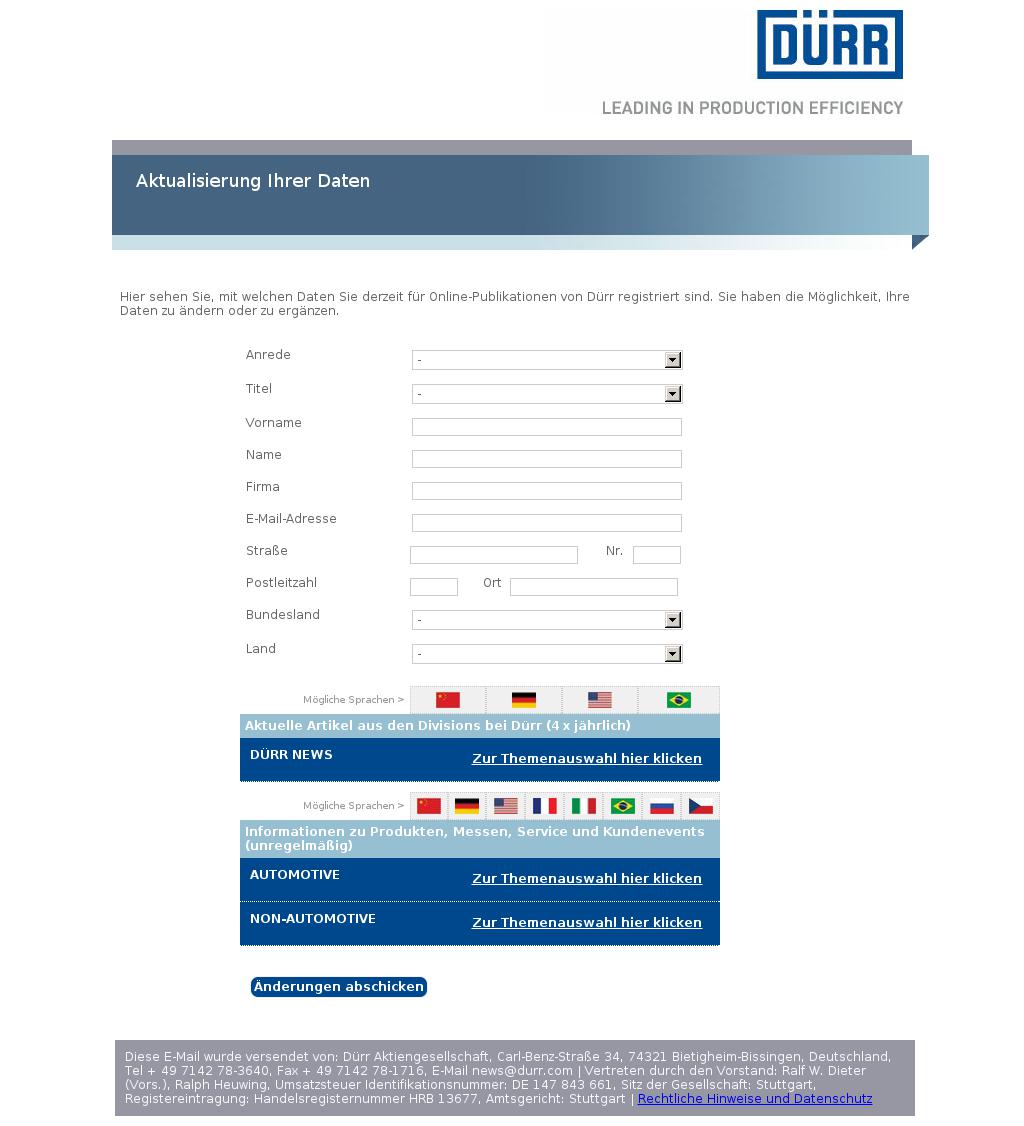 DÜRR
LEADING IN PRODUCTION EFFICIENCY
Aktualisierung Ihrer Daten
Hier sehen Sie, mit welchen Daten Sie derzeit für Online-Publikationen von Dürr registriert sind. Sie haben die Möglichkeit, Ihre
Daten zu ändern oder zu ergänzen.
Anrede -
Titel -
Vorname
Name
Firma
E-Mail-Adresse
Straße Nr.
Postleitzahl Ort
Bundesland -
Land -
Mögliche Sprachen >
Aktuelle Artikel aus den Divisions bei Dürr (4 x jährlich)
DÜRR NEWS Zur Themenauswahl hier klicken
Mögliche Sprachen >
Informationen zu Produkten, Messen, Service und Kundenevents
(unregelmäßig)
AUTOMOTIVE Zur Themenauswahl hier klicken
NON-AUTOMOTIVE Zur Themenauswahl hier klicken
Änderungen abschicken
Diese E-Mail wurde versendet von: Dürr Aktiengesellschaft, Carl-Benz-Straße 34, 74321 Bietigheim-Bissingen, Deutschland,
Tel + 49 7142 78-3640, Fax + 49 7142 78-1716, E-Mail news@durr.com | Vertreten durch den Vorstand: Ralf W. Dieter
(Vors.), Ralph Heuwing, Umsatzsteuer Identifikationsnummer: DE 147 843 661, Sitz der Gesellschaft: Stuttgart,
Registereintragung: Handelsregisternummer HRB 13677, Amtsgericht: Stuttgart | Rechtliche Hinweise und Datenschutz